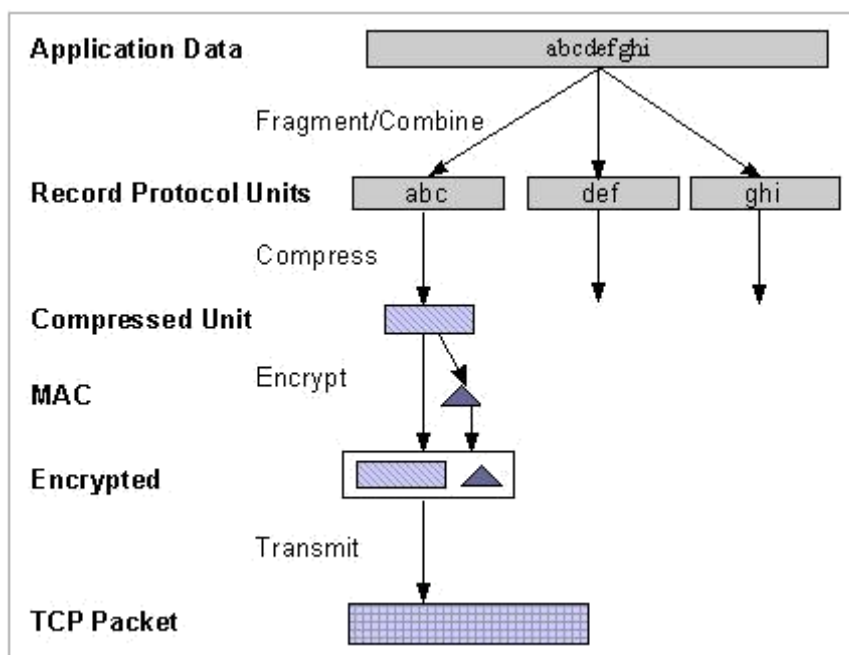 Application Data
abcdefghi
Fragment/Combine
Record Protocol Units
abc
def
ghi
Compress
Compressed Unit
Encrypt
MAC
Encrypted
Transmit
TCP Packet